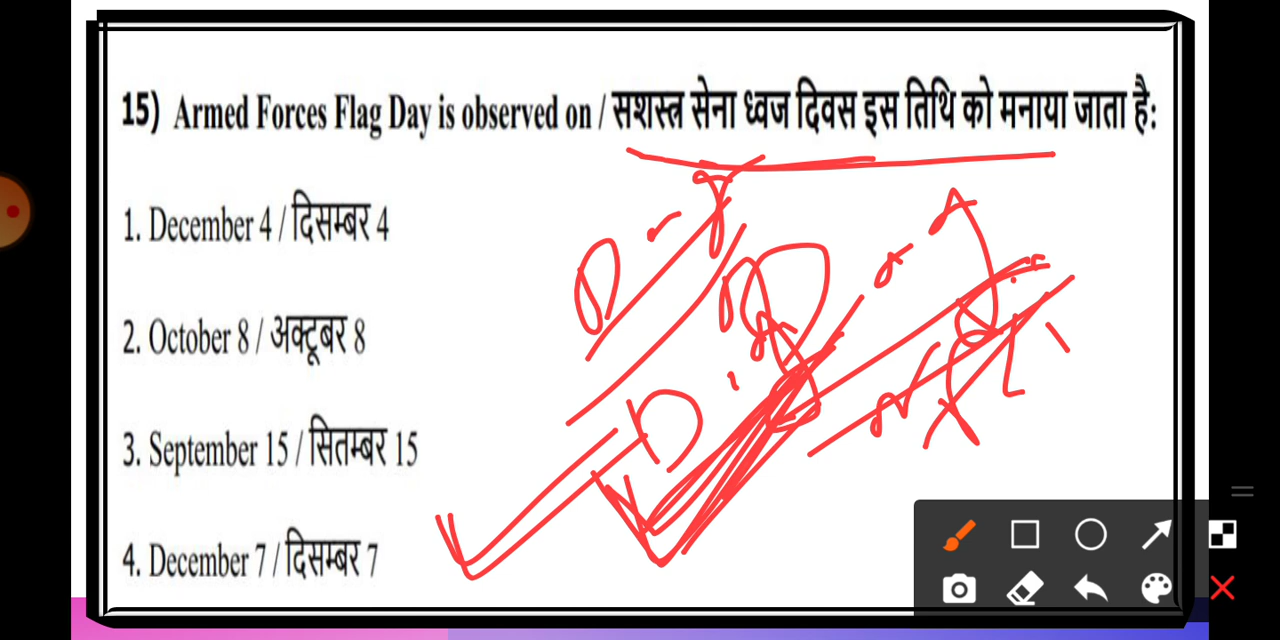 15) Armed Forces Flag Day is observed on / सशस्त्र सेना ध्वज दिवस इस तिथि को मनाया जाता है:
1. December 4 / दिसम्बर 4
2. October 8 / अक्टूबर 8
3. September 15 / सितम्बर 15
4. December 7 / दिसम्बर 7